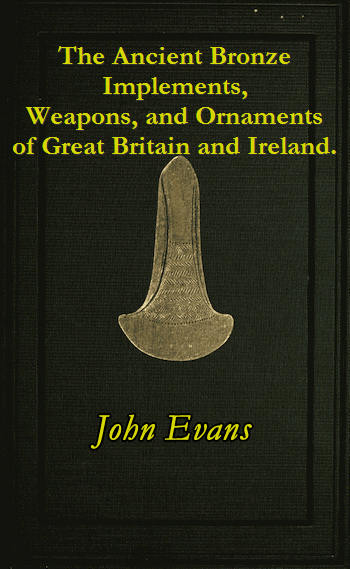 The Ancient Bronze
Implements,
Weapons, and Ornaments
of Great Britain and Ireland.
John Evans